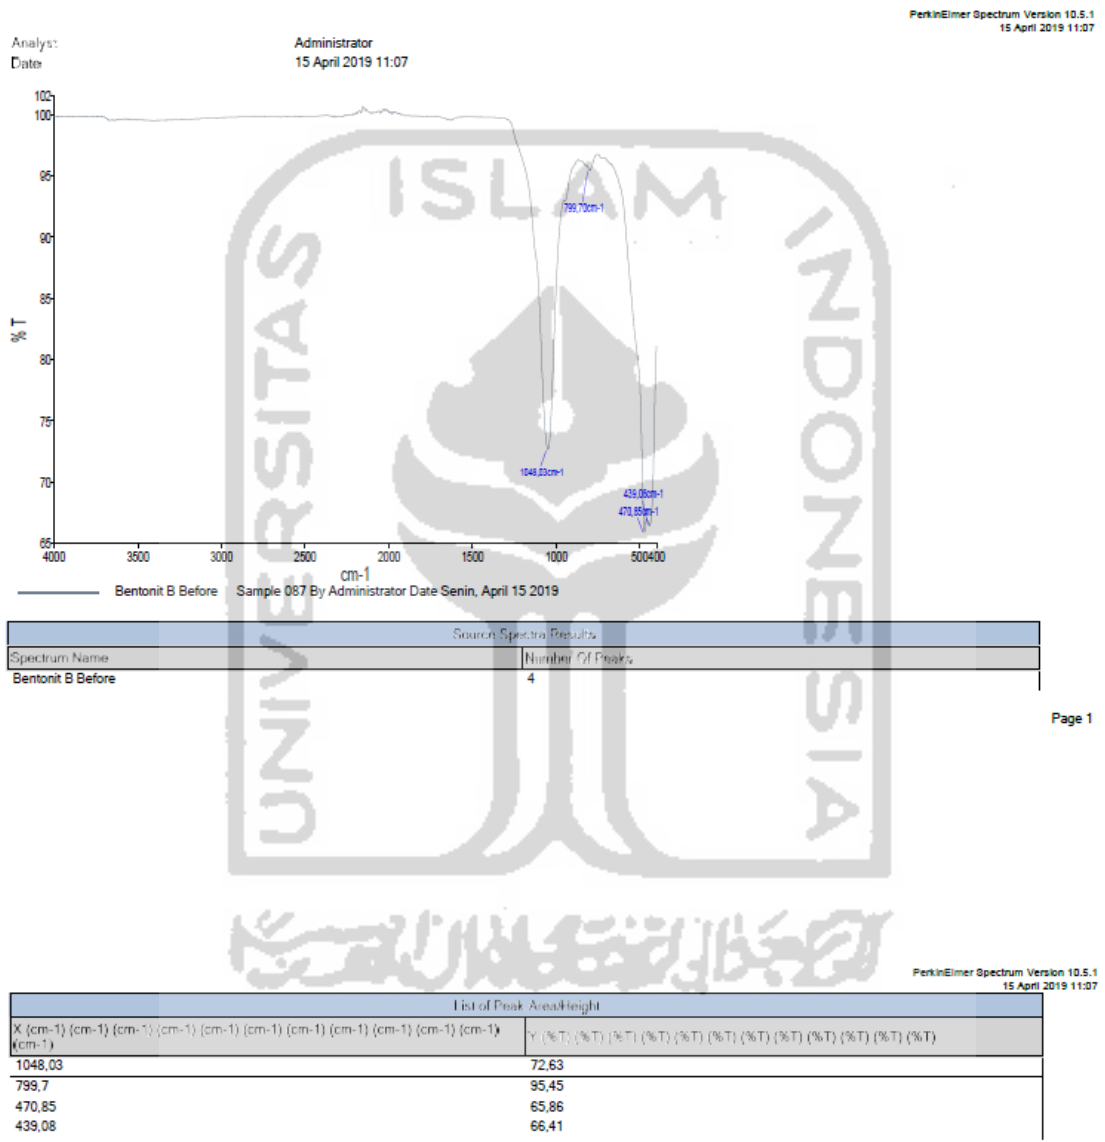 PerkinElmer Spectrum Version 10.5.1
15 April 2019 11:07
Analyst Administrator
Date 15 April 2019 11:07
102
100
95
90
85
80
75
70
65
% T
799,70cm-1
1048,03cm-1
439,08cm-1
470,85cm-1
4000 3500 3000 2500 2000 1500 1000 500 400
cm-1
Bentonit B Before Sample 087 By Administrator Date Senin, April 15 2019
Source Spectra Results
Spectrum Name Number Of Peaks
Bentonit B Before 4
Page 1
UNIVERSITAS
ISLAM
INDONESIA
PerkinElmer Spectrum Version 10.5.1
15 April 2019 11:07
List of Peak Area/Height
X (cm-1) (cm-1) (cm-1) (cm-1) (cm-1) (cm-1) (cm-1) (cm-1) (cm-1) (cm-1) (cm-1)
(cm-1)
Y (%T) (%T) (%T) (%T) (%T) (%T) (%T) (%T) (%T) (%T) (%T) (%T)
1048,03 72,63
799,7 95,45
470,85 65,86
439,08 66,41